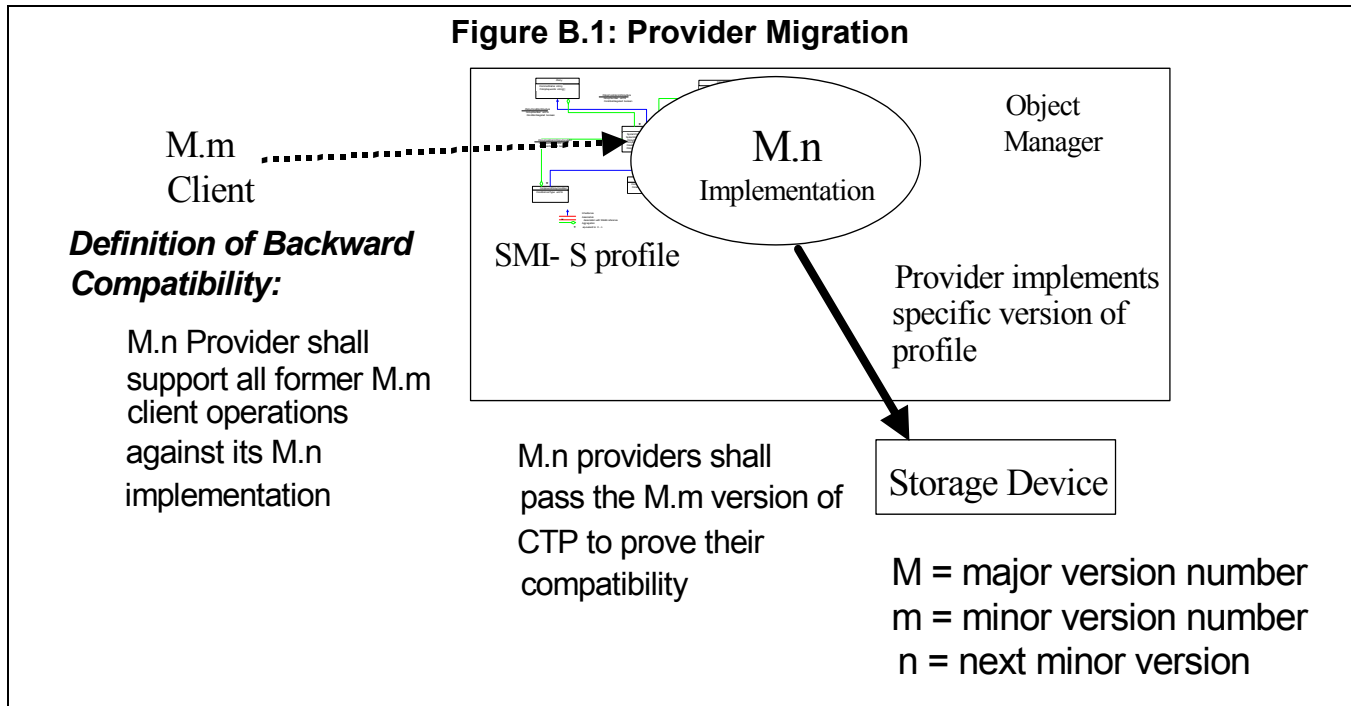 Figure B.1: Provider Migration
M.m
Client
Definition of Backward
Compatibility:
M.n Provider shall
support all former M.m
client operations
against its M.n
implementation
SMI- S profile
M.n
Implementation
Object
Manager
Provider implements
specific version of
profile
M.n providers shall
pass the M.m version of
CTP to prove their
compatibility
Storage Device
M = major version number
m = minor version number
n = next minor version